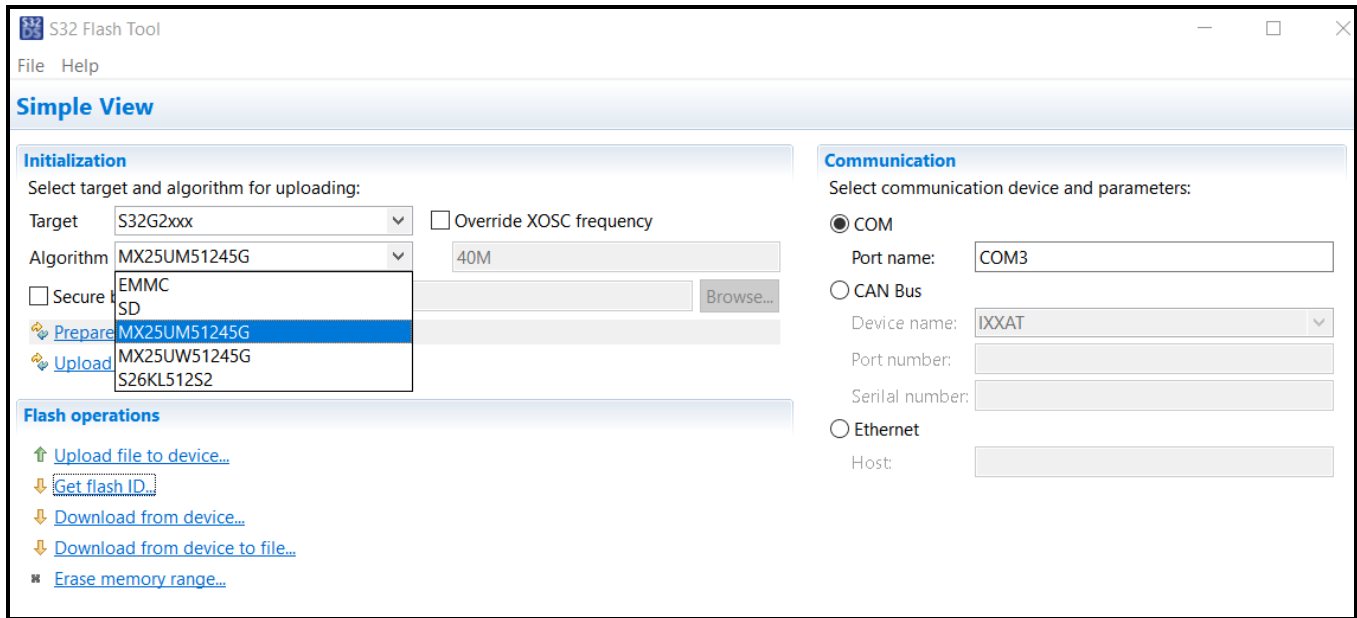 S32 DS S32 Flash Tool
File Help
Simple View
Initialization
Select target and algorithm for uploading:
Target S32G2xxx Override XOSC frequency
Algorithm MX25UM51245G 40M
EMMC
Secure Browse...
SD
Prepare MX25UM51245G
MX25UW51245G
Upload
S26KL512S2
Flash operations
Upload file to device...
Get flash ID...
Download from device...
Download from device to file...
Erase memory range...
Communication
Select communication device and parameters:
COM
Port name: COM3
CAN Bus
Device name: IXXAT
Port number:
Serilal number:
Ethernet
Host: